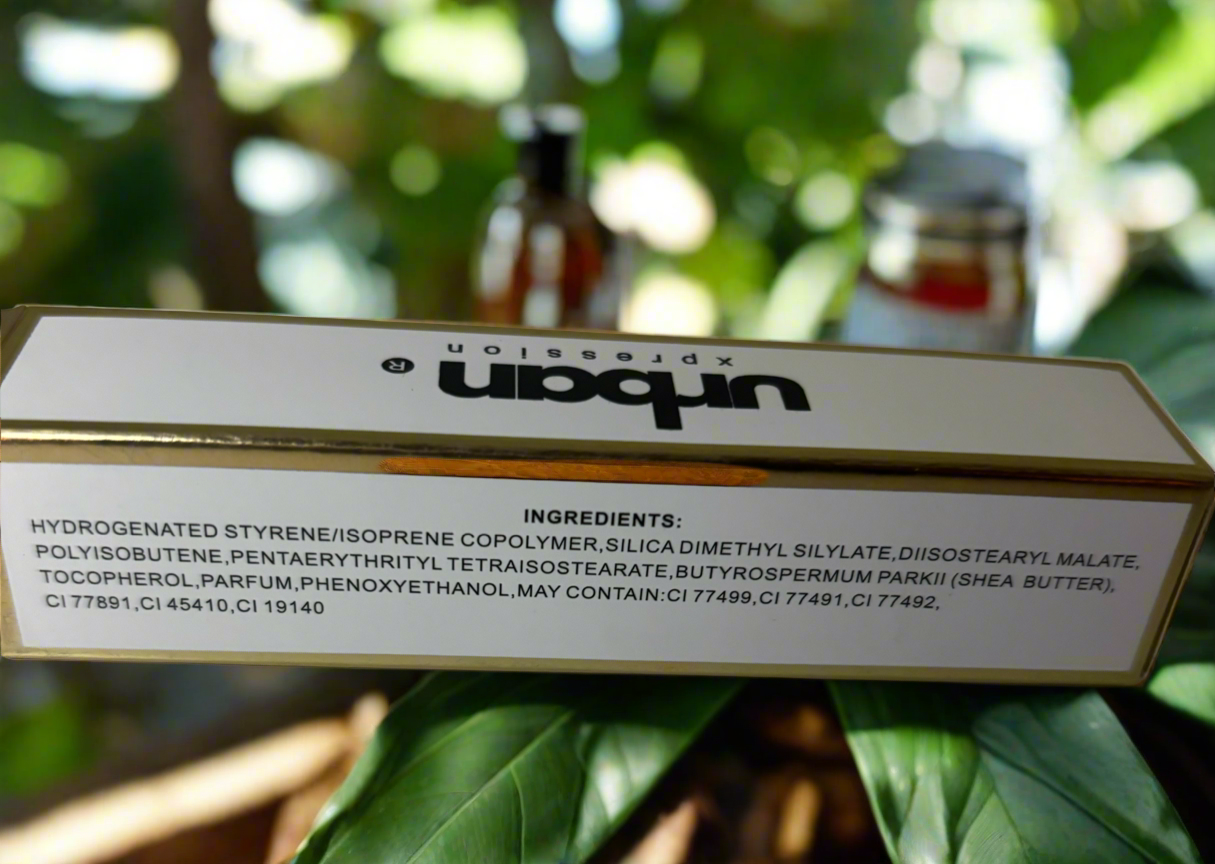 xpression
urban ®
INGREDIENTS:
HYDROGENATED STYRENE/ISOPRENE COPOLYMER,SILICA DIMETHYL SILYLATE,DIISOSTEARYL MALATE,
POLYISOBUTENE,PENTAERYTHRITYL TETRAISOSTEARATE,BUTYROSPERMUM PARKII (SHEA BUTTER),
TOCOPHEROL,PARFUM,PHENOXYETHANOL,MAY CONTAIN:CI 77499,CI 77491,CI 77492,
CI 77891,CI 45410,CI 19140